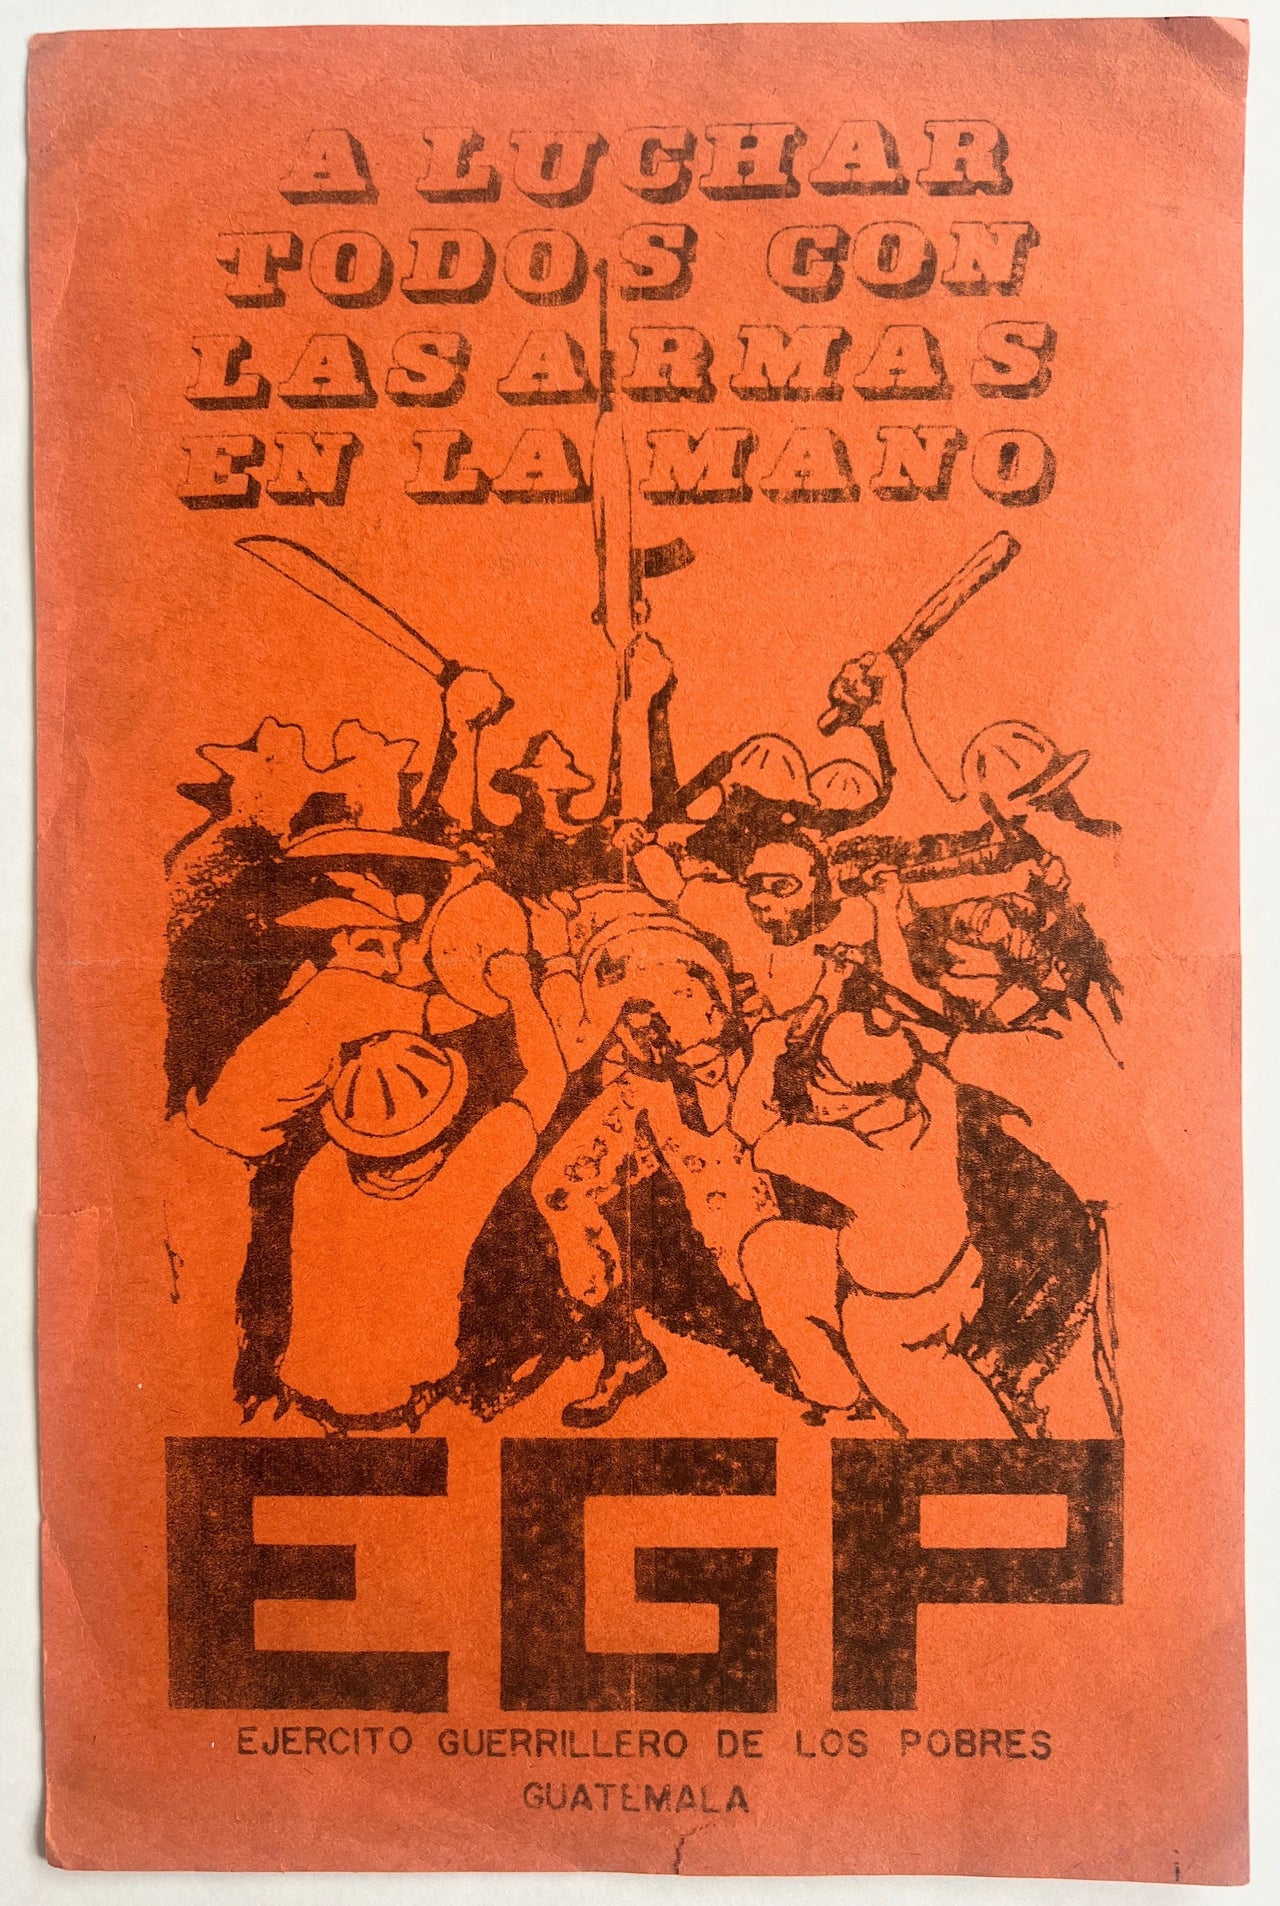 A LUCHAR
TODOS CON
LAS ARMAS
EN LA MANO
EGP
EJERCITO GUERRILLERO DE LOS POBRES
GUATEMALA